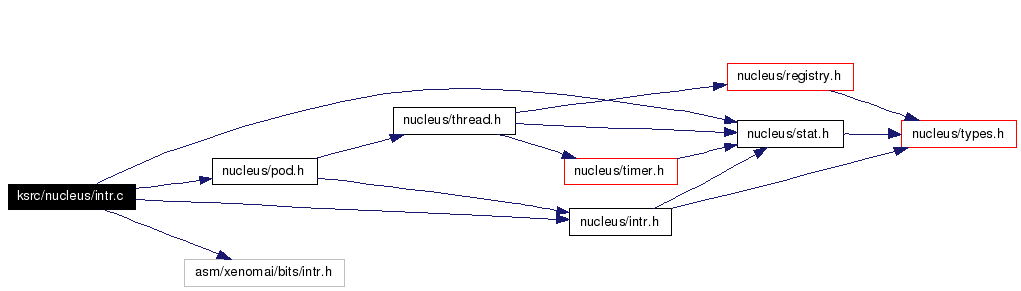 nucleus/registry.h
nucleus/thread.h
nucleus/stat.h
nucleus/types.h
nucleus/pod.h
nucleus/timer.h
ksrc/nucleus/intr.c
nucleus/intr.h
asm/xenomai/bits/intr.h